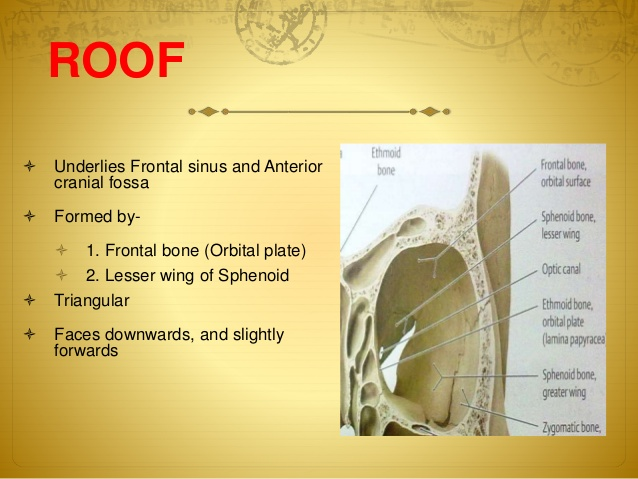 ROOF
Underlies Frontal sinus and Anterior
cranial fossa
Formed by-
1. Frontal bone (Orbital plate)
2. Lesser wing of Sphenoid
Triangular
Faces downwards, and slightly
forwards
Ethmoid
bone
Frontal bone,
orbital surface
Sphenoid bone,
lesser wing
Optic canal
Ethmoid bone,
orbital plate
(lamina papyracea
Sphenoid bone,
greater wing
Zygomatic bone,